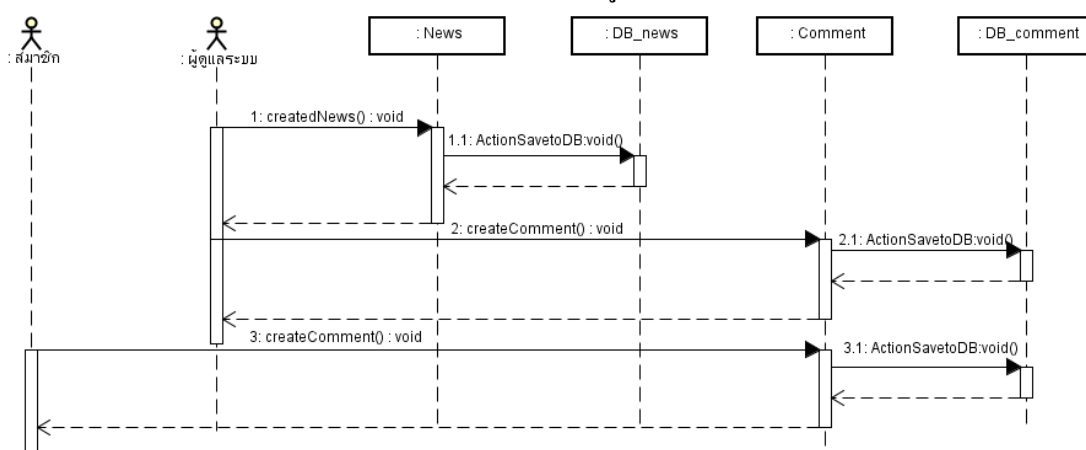 : สมาชิก
: ผู้ดูแลระบบ
: News
: DB_news
: Comment
: DB_comment
1: createdNews() : void
1.1: ActionSavetoDB:void()
2: createComment() : void
2.1: ActionSavetoDB:void()
3: createComment() : void
3.1: ActionSavetoDB:void()